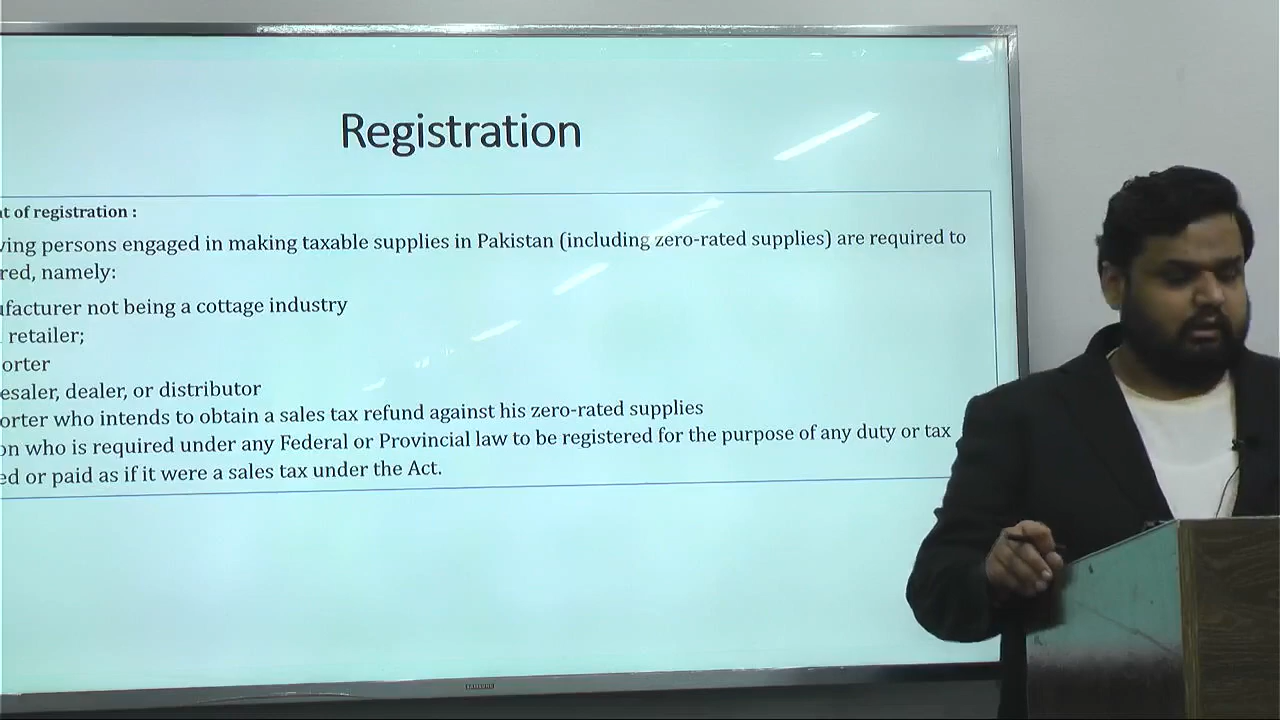 Registration
of registration :
persons engaged in making taxable supplies in Pakistan (including zero-rated supplies) are required to
red, namely:
facturer not being a cottage industry
retailer;
orter
esaler, dealer, or distributor
orter who intends to obtain a sales tax refund against his zero-rated supplies
on who is required under any Federal or Provincial law to be registered for the purpose of any duty or tax
ed or paid as if it were a sales tax under the Act.
SAMSUNG